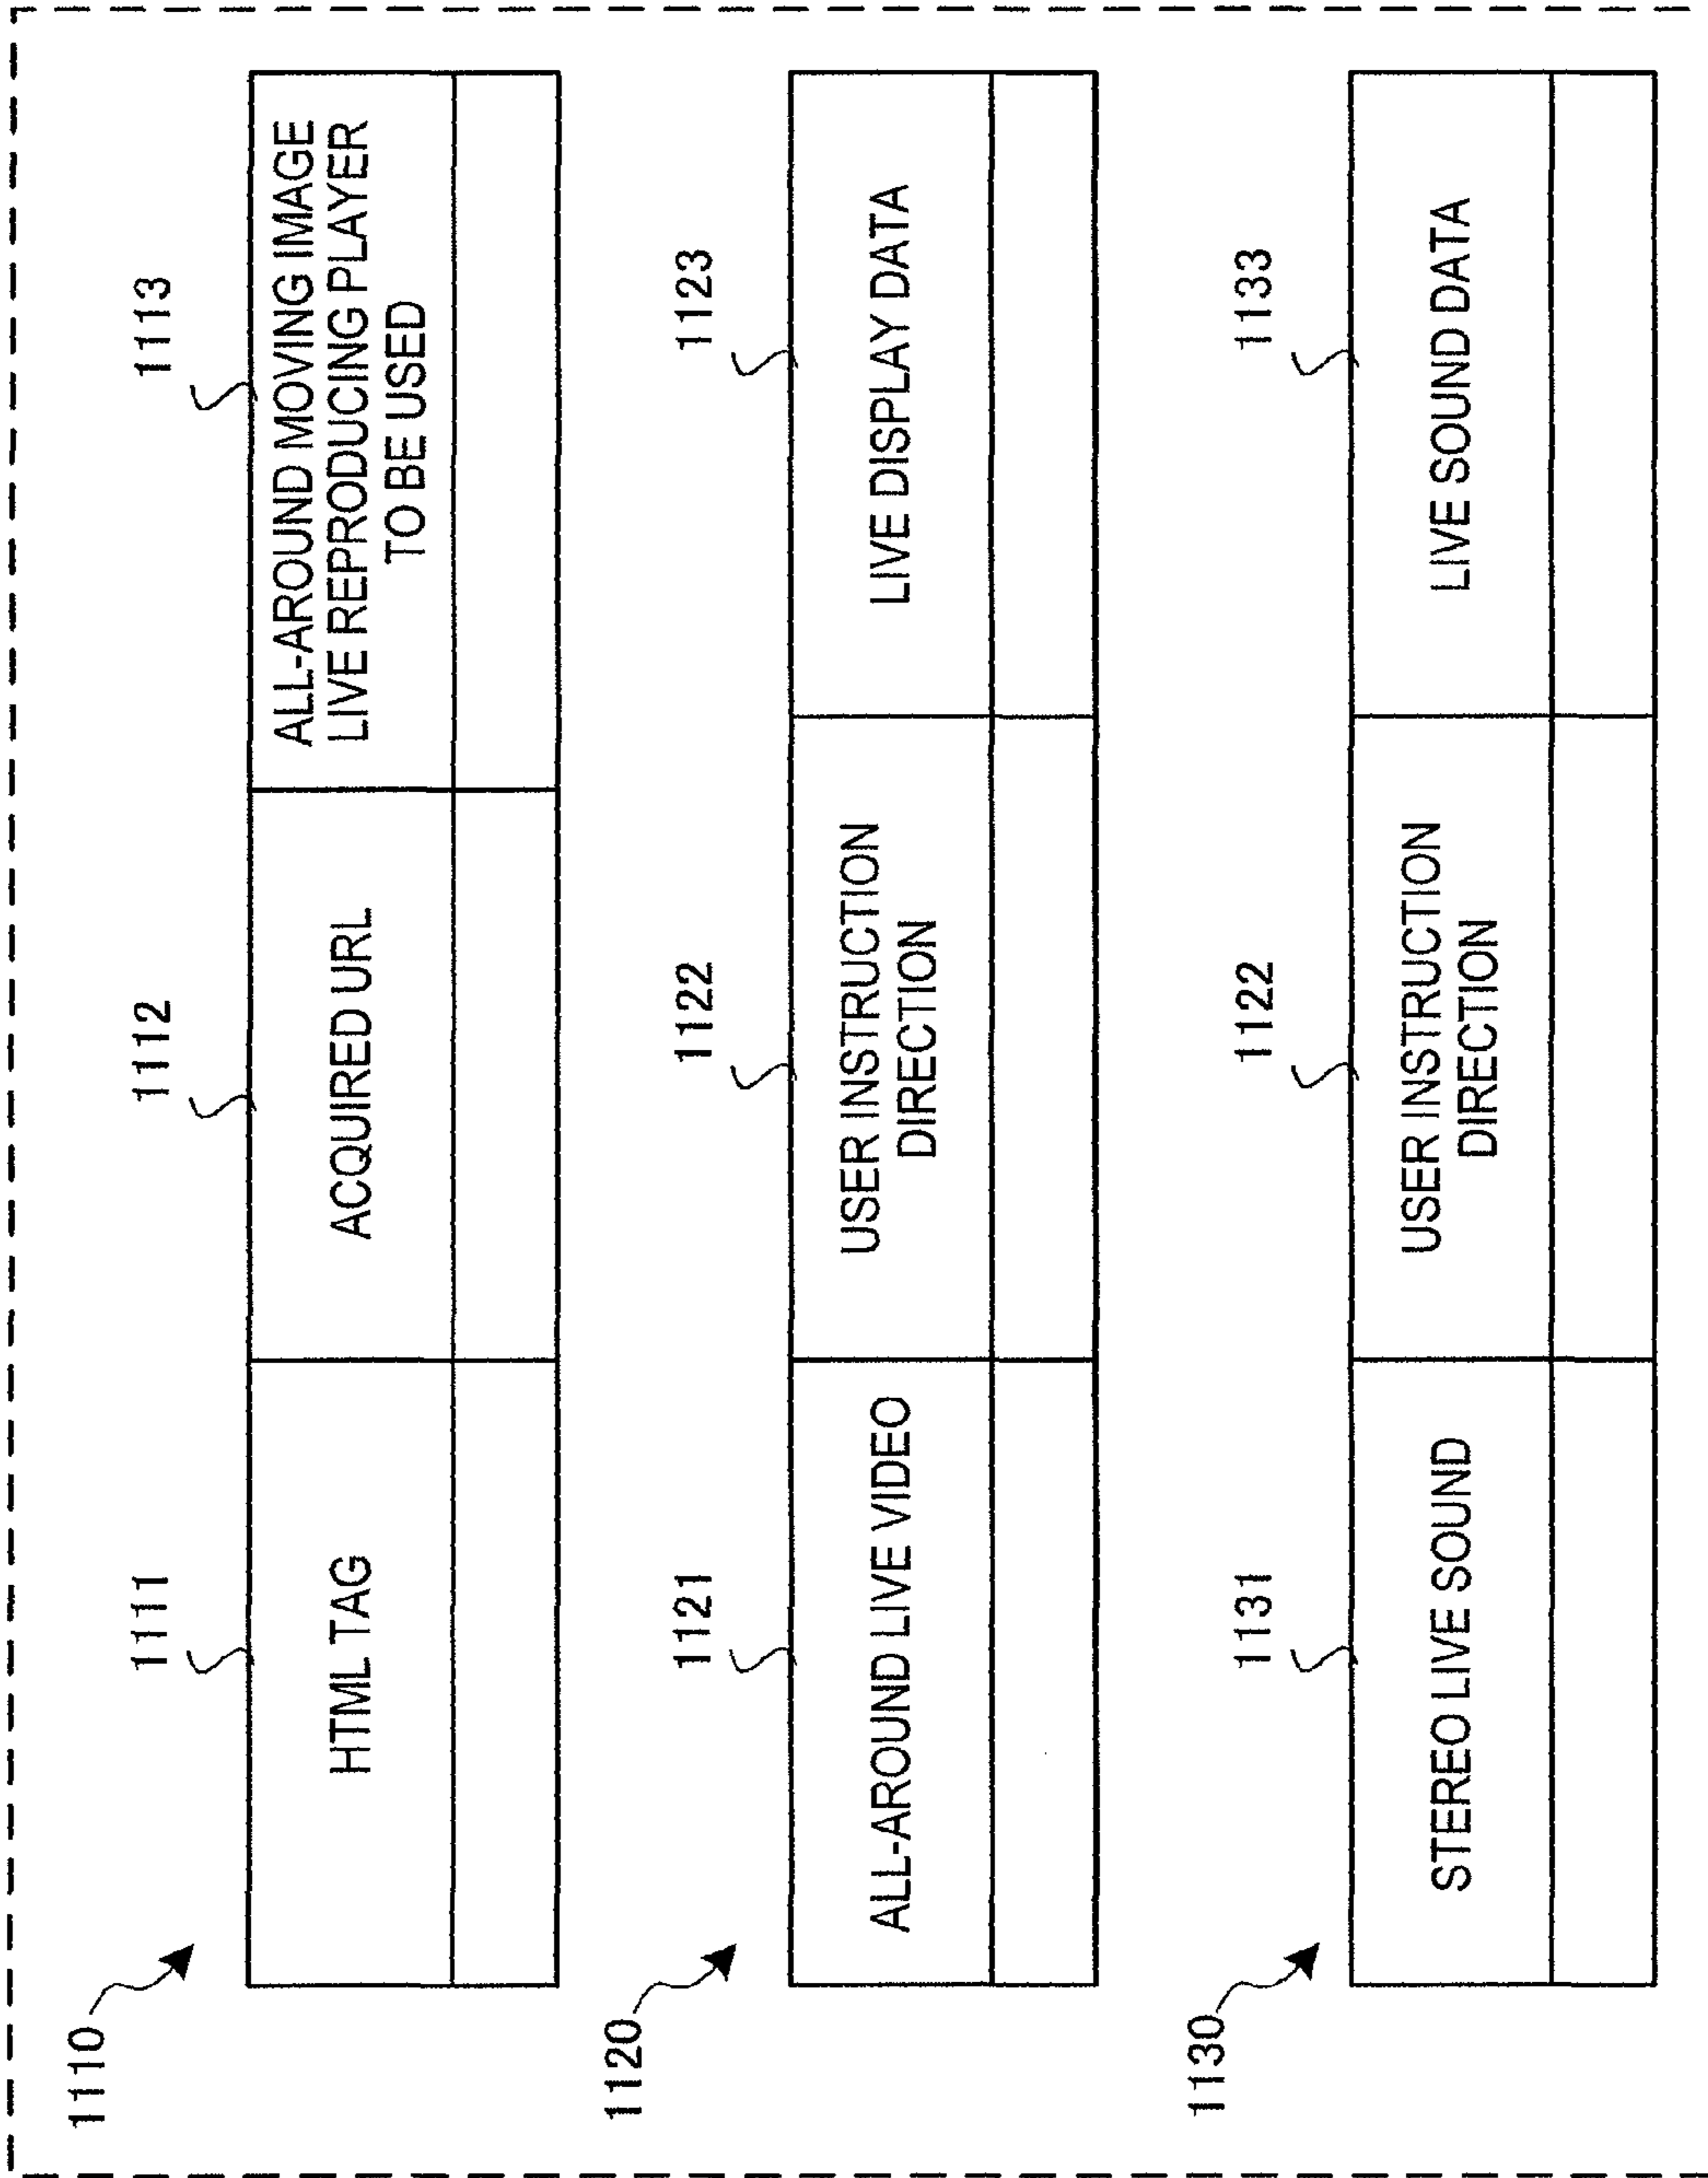 1110
1111
1112
1113
HTML TAG
ACQUIRED URL
ALL-AROUND MOVING IMAGE
LIVE REPRODUCING PLAYER
TO BE USED
1120
1121
1122
1123
ALL-AROUND LIVE VIDEO
USER INSTRUCTION
DIRECTION
LIVE DISPLAY DATA
1130
1131
1122
1133
STEREO LIVE SOUND
USER INSTRUCTION
DIRECTION
LIVE SOUND DATA